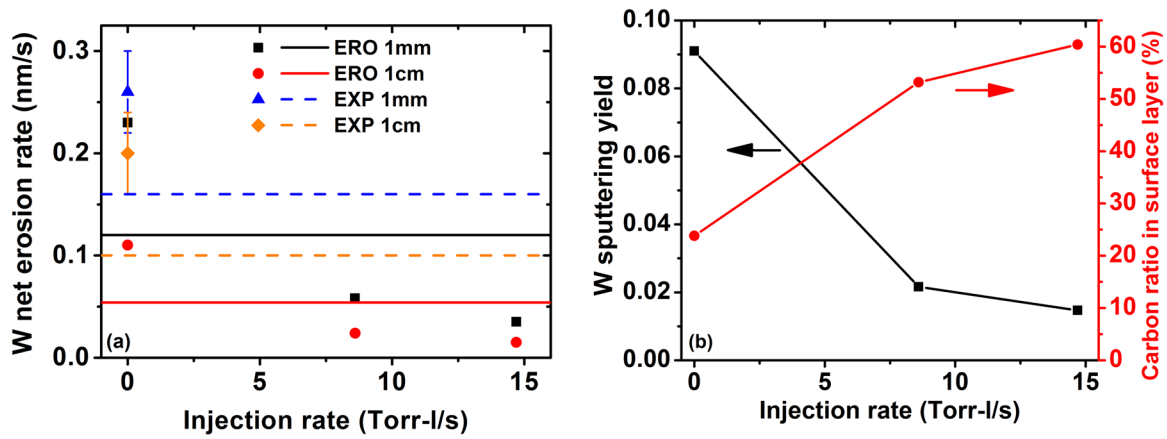 W net erosion rate (nm/s)
0.3
0.2
0.1
0.0
ERO 1mm
ERO 1cm
EXP 1mm
EXP 1cm
(a)
0
5
10
15
Injection rate (Torr-l/s)
W sputtering yield
0.10
0.08
0.06
0.04
0.02
0.00
(b)
0
5
10
15
Injection rate (Torr-l/s)
60
50
40
30
20
10
0
Carbon ratio in surface layer (%)